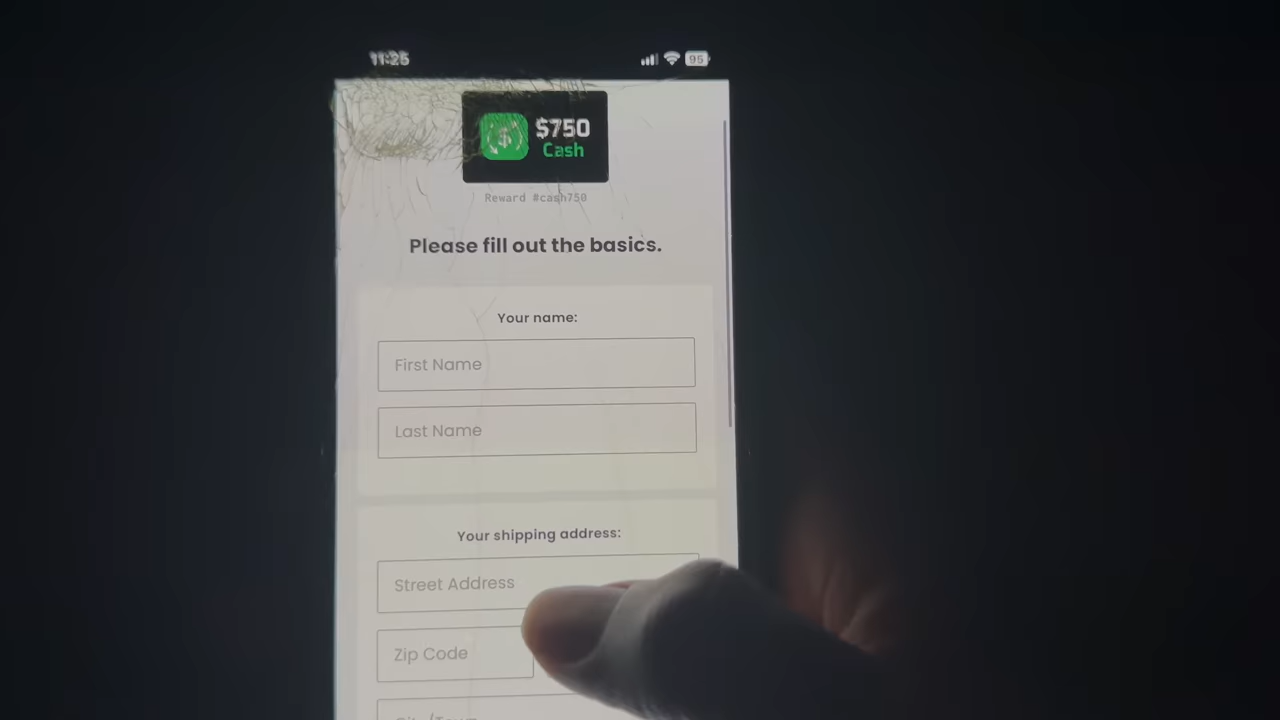 11:25
95
$750
Cash
Reward #cash750
Please fill out the basics.
Your name:
First Name
Last Name
Your shipping address:
Street Address
Zip Code